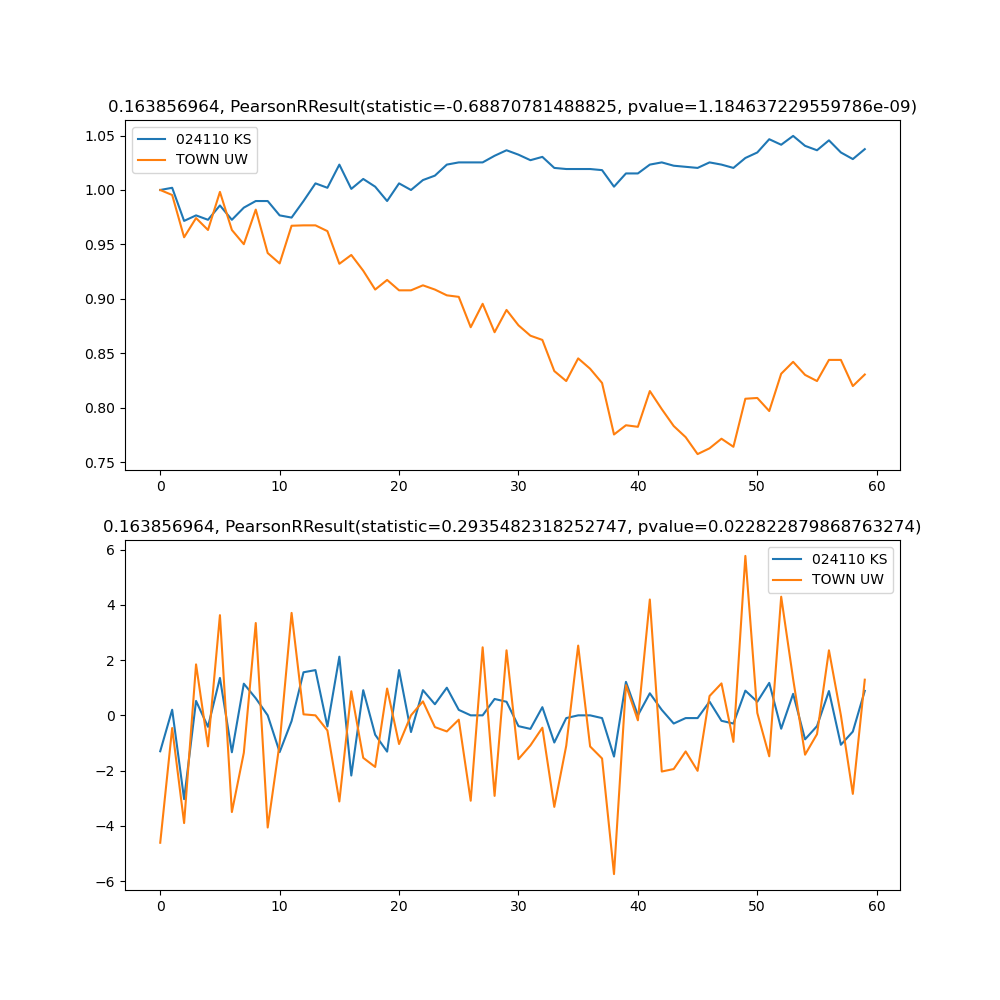 0.163856964, PearsonRResult(statistic=-0.68870781488825, pvalue=1.184637229559786e-09)
1.05
1.00
0.95
0.90
0.85
0.80
0.75
024110 KS
TOWN UW
0 10 20 30 40 50 60
0.163856964, PearsonRResult(statistic=0.2935482318252747, pvalue=0.022822879868763274)
6
4
2
0
−2
−4
−6
024110 KS
TOWN UW
0 10 20 30 40 50 60